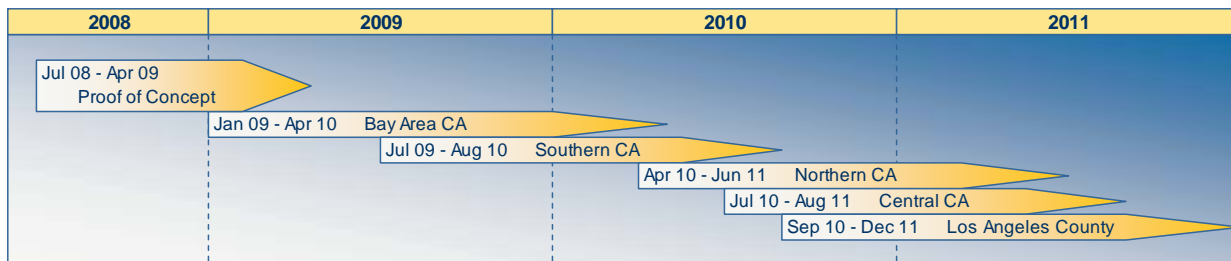 2008 2009 2010 2011
Jul 08 - Apr 09
Proof of Concept
Jan 09 - Apr 10 Bay Area CA
Jul 09 - Aug 10 Southern CA
Apr 10 - Jun 11 Northern CA
Jul 10 - Aug 11 Central CA
Sep 10 - Dec 11 Los Angeles County